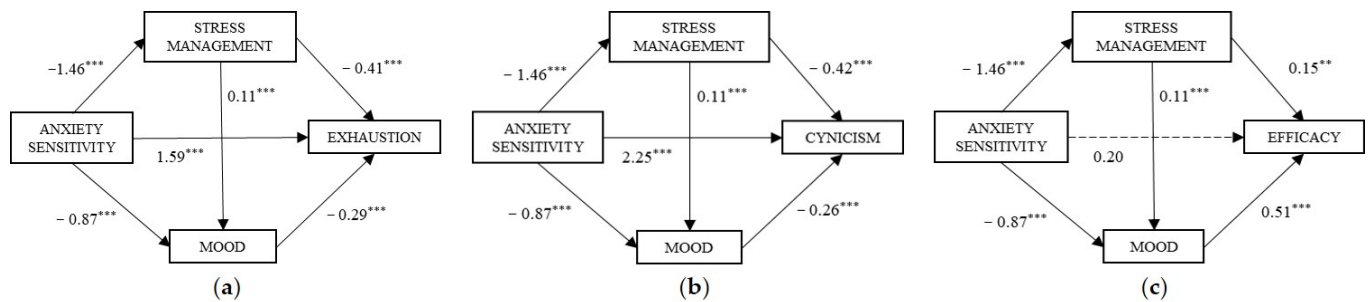 STRESS
MANAGEMENT
−1.46***
− 0.41***
0.11***
ANXIETY
SENSITIVITY
EXHAUSTION
1.59***
− 0.87***
− 0.29***
MOOD
(a)
STRESS
MANAGEMENT
− 1.46***
− 0.42***
0.11***
ANXIETY
SENSITIVITY
CYNICISM
2.25***
− 0.87***
− 0.26***
MOOD
(b)
STRESS
MANAGEMENT
− 1.46***
0.15**
0.11***
ANXIETY
SENSITIVITY
EFFICACY
0.20
− 0.87***
0.51***
MOOD
(c)